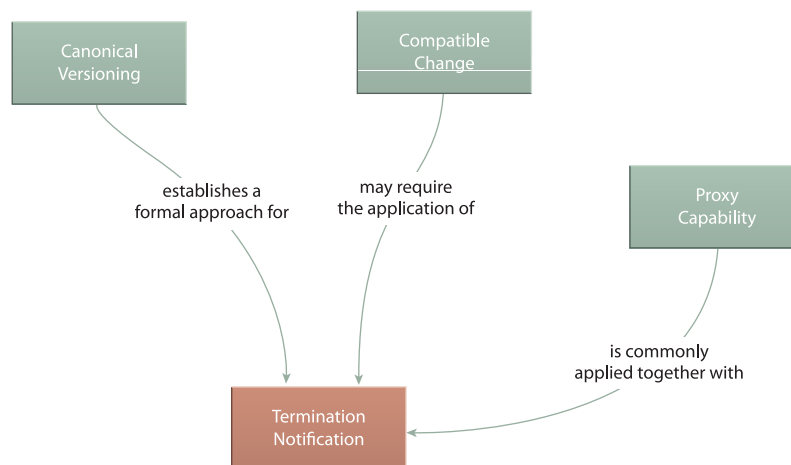 Canonical
Versioning
Compatible
Change
establishes a
formal approach for
may require
the application of
Proxy
Capability
is commonly
applied together with
Termination
Notification